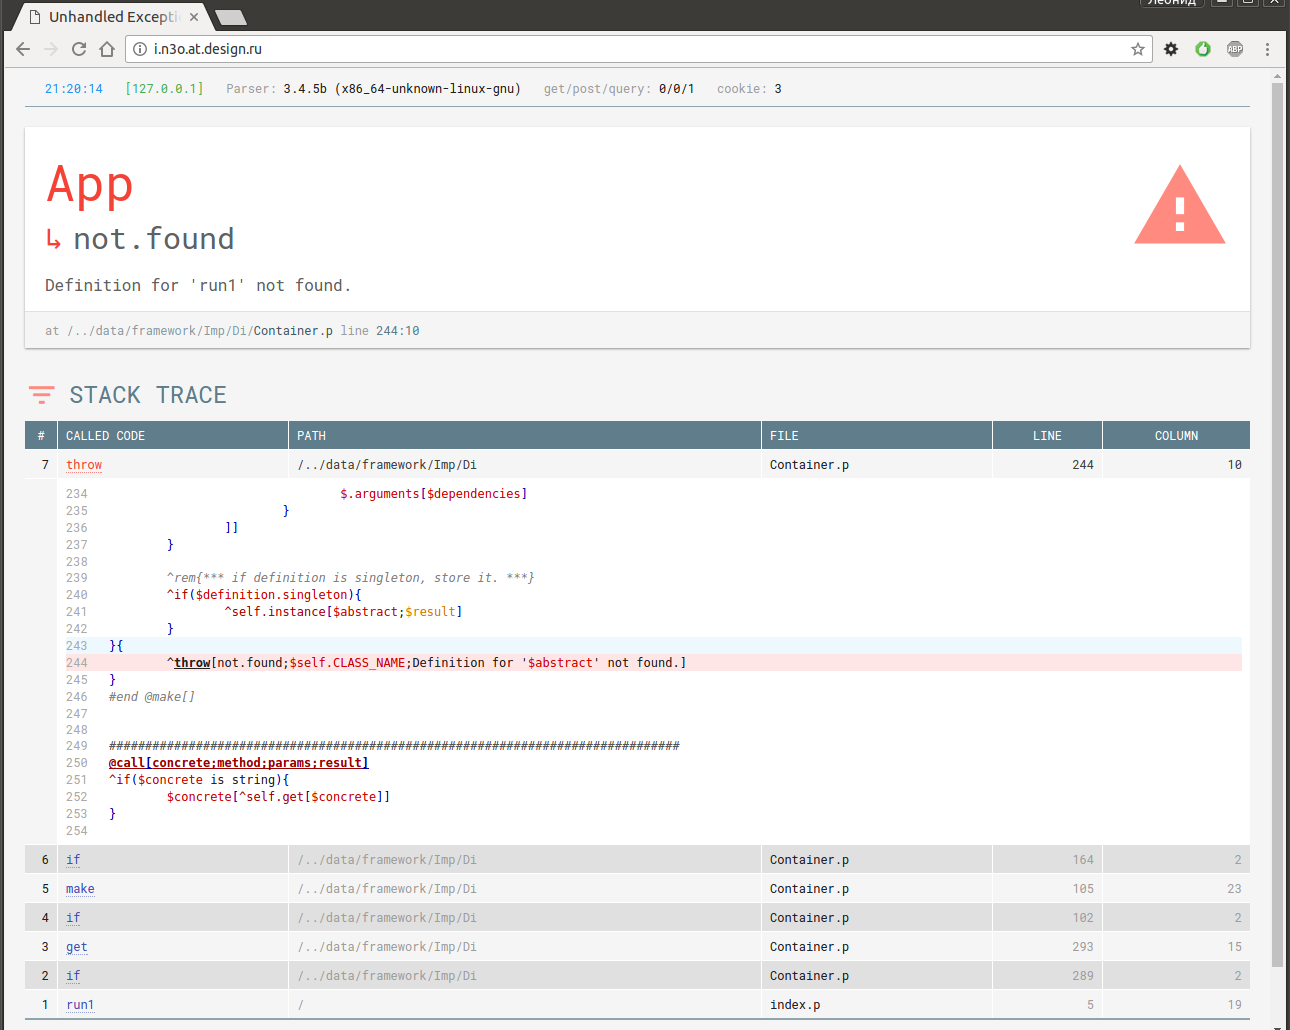 Леонид
Unhandled Excepti
i.n3o.at.design.ru
ABP
21:20:14 [127.0.0.1] Parser: 3.4.5b (x86_64-unknown-linux-gnu) get/post/query: 0/0/1 cookie: 3
App
↳ not.found
Definition for 'run1' not found.
at /../data/framework/Imp/Di/Container.p line 244:10
STACK TRACE
# CALLED CODE PATH FILE LINE COLUMN
7 throw /../data/framework/Imp/Di Container.p 244 10
234 $.arguments[$dependencies]
235 }
236 ]]
237 }
238
239 ^rem{*** if definition is singleton, store it. ***}
240 ^if($definition.singleton){
241 ^self.instance[$abstract;$result]
242 }
243 }{
244 ^throw[not.found;$self.CLASS_NAME;Definition for '$abstract' not found.]
245 }
246 #end @make[]
247
248
249 ###############################################################################
250 @call[concrete;method;params;result]
251 ^if($concrete is string){
252 $concrete[^self.get[$concrete]]
253 }
254
6 if /../data/framework/Imp/Di Container.p 164 2
5 make /../data/framework/Imp/Di Container.p 105 23
4 if /../data/framework/Imp/Di Container.p 102 2
3 get /../data/framework/Imp/Di Container.p 293 15
2 if /../data/framework/Imp/Di Container.p 289 2
1 run1 / index.p 5 19